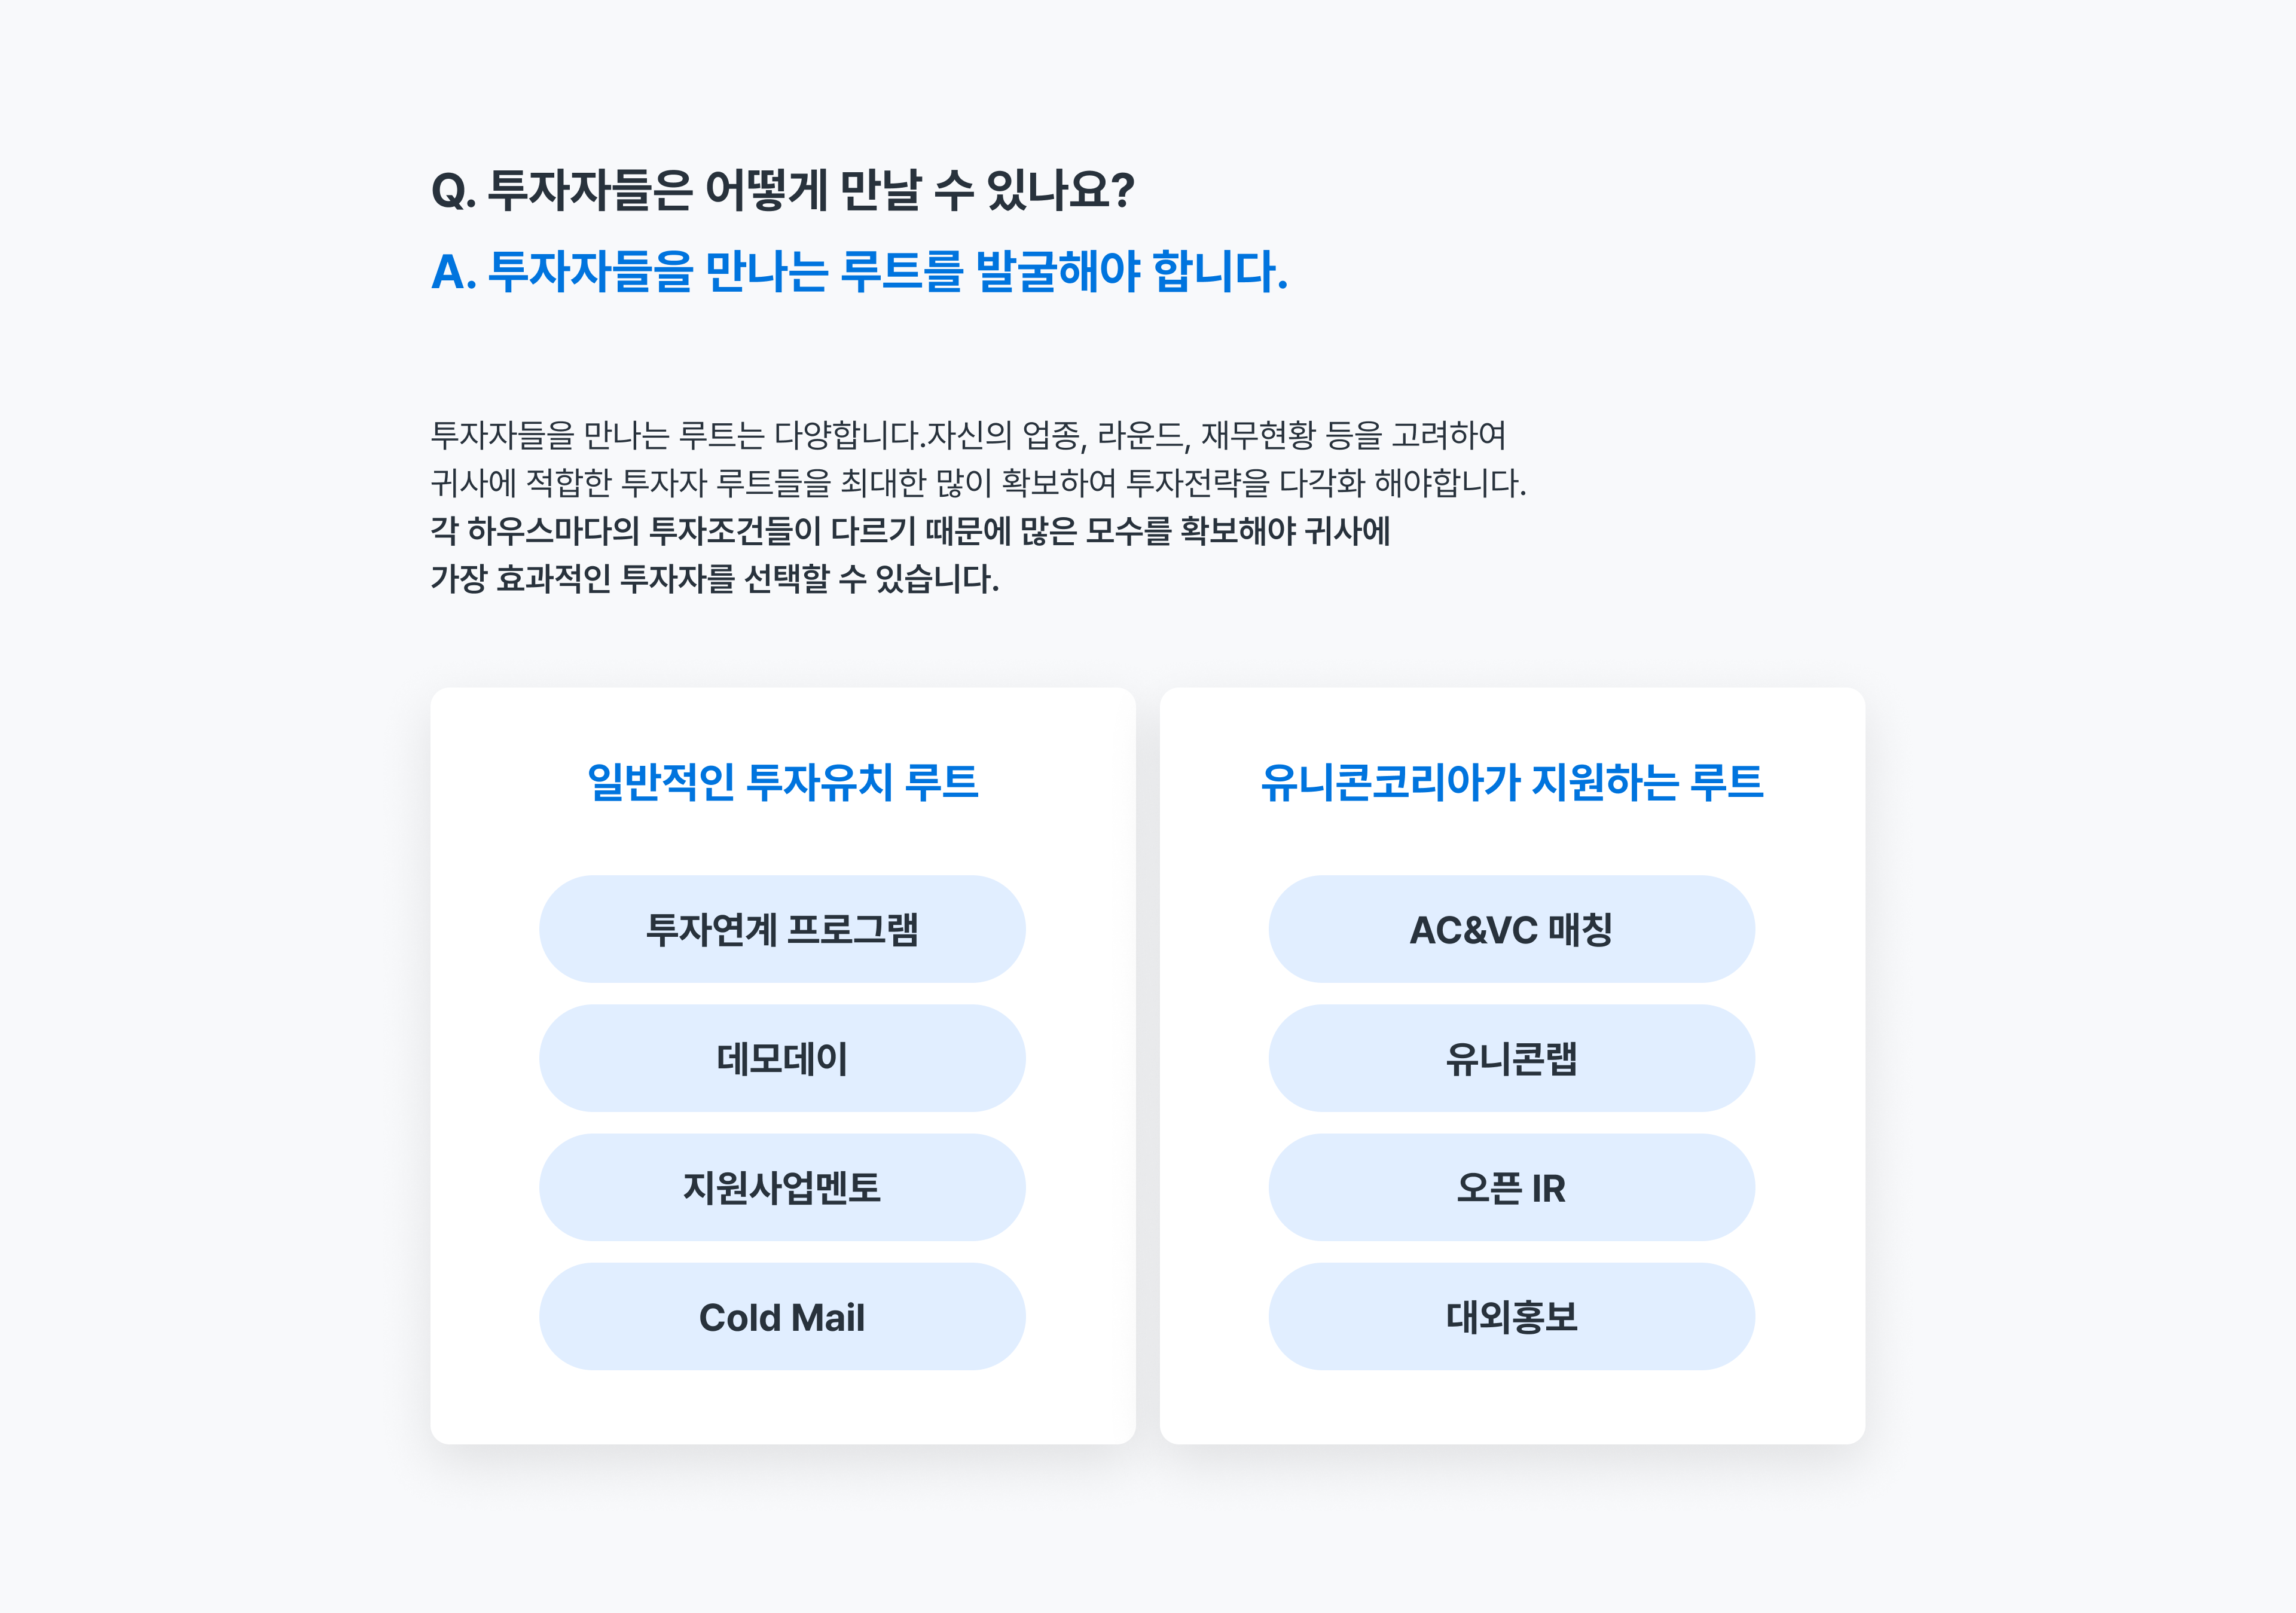 Q. 투자자들은 어떻게 만날 수 있나요?
A. 투자자들을 만나는 루트를 발굴해야 합니다.
투자자들을 만나는 루트는 다양합니다.자신의 업종, 라운드, 재무현황 등을 고려하여
귀사에 적합한 투자자 루트들을 최대한 많이 확보하여 투자전략을 다각화 해야합니다.
각 하우스마다의 투자조건들이 다르기 때문에 많은 모수를 확보해야 귀사에
가장 효과적인 투자자를 선택할 수 있습니다.
일반적인 투자유치 루트
투자연계 프로그램
데모데이
지원사업멘토
Cold Mail
유니콘코리아가 지원하는 루트
AC&VC 매칭
유니콘랩
오픈 IR
대외홍보